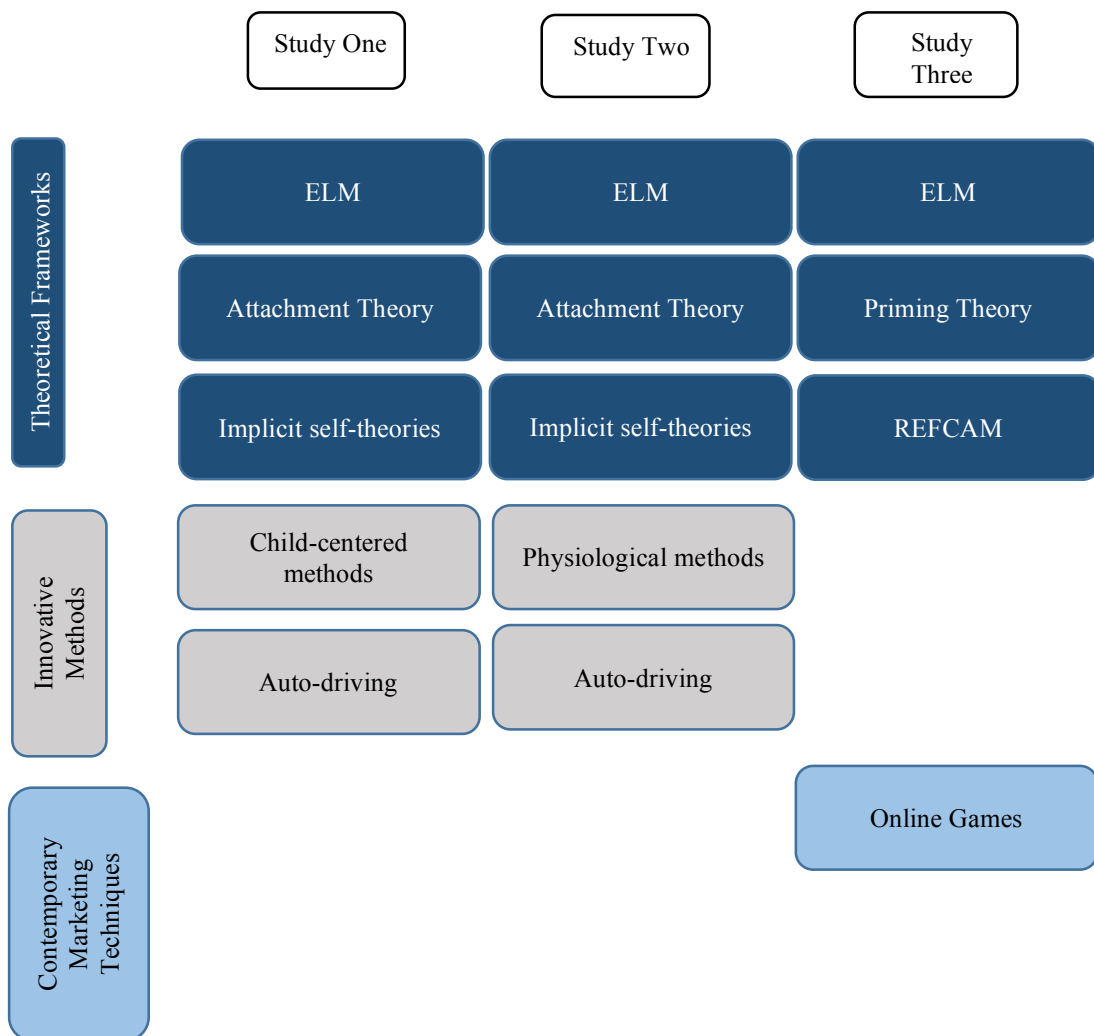 Study One
Study Two
Study
Three
Theoretical Frameworks
ELM
ELM
ELM
Attachment Theory
Attachment Theory
Priming Theory
Implicit self-theories
Implicit self-theories
REFCAM
Innovative
Methods
Child-centered
methods
Physiological methods
Auto-driving
Auto-driving
Contemporary
Marketing
Techniques
Online Games